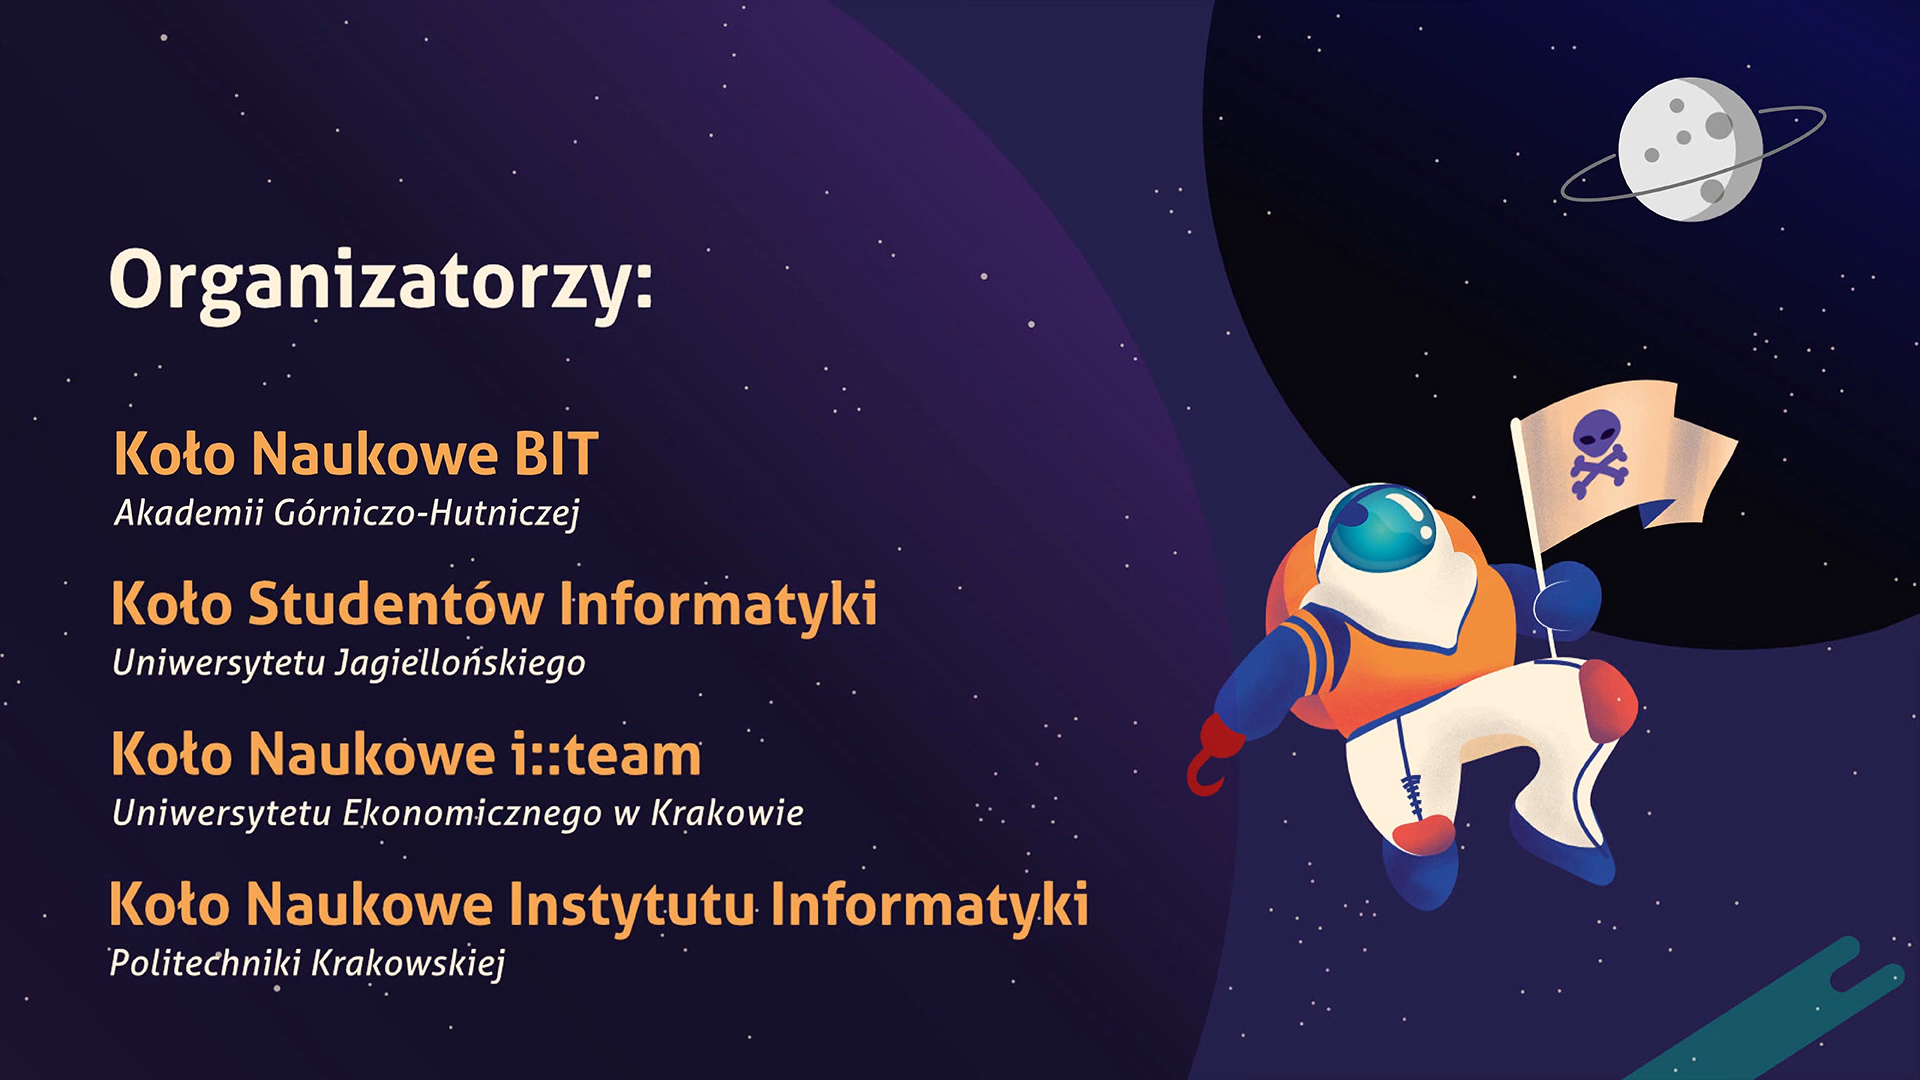 Organizatorzy:
Koło Naukowe BIT
Akademii Górniczo-Hutniczej
Koło Studentów Informatyki
Uniwersytetu Jagiellońskiego
Koło Naukowe i::team
Uniwersytetu Ekonomicznego w Krakowie
Koło Naukowe Instytutu Informatyki
Politechniki Krakowskiej